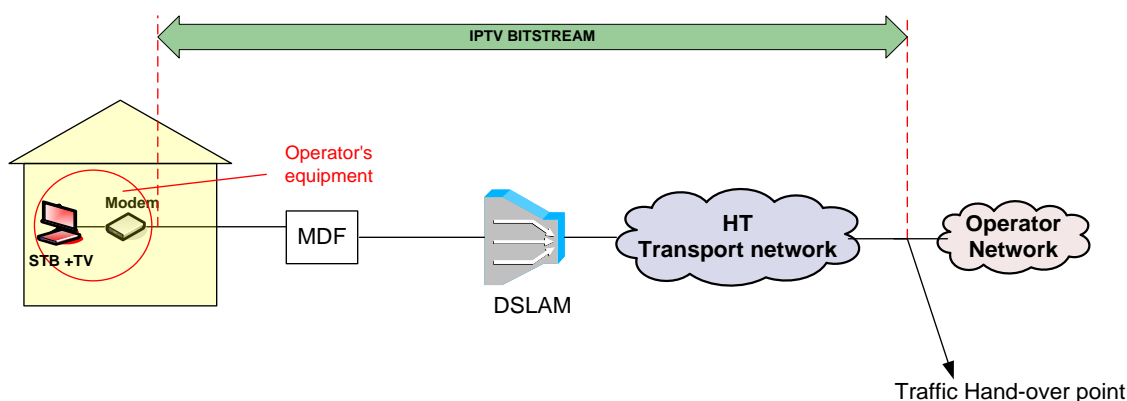 IPTV BITSTREAM
Operator's
equipment
Modem
STB +TV
MDF
DSLAM
HT
Transport network
Operator
Network
Traffic Hand-over point